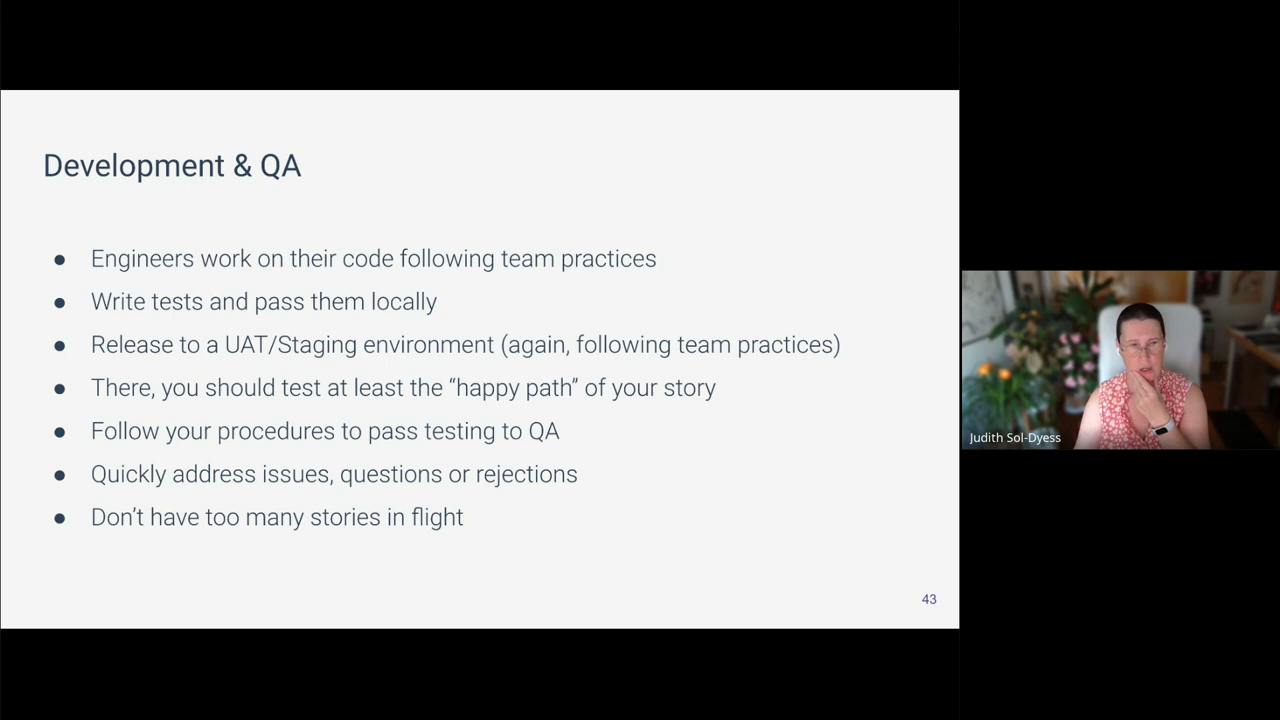 Development & QA
● Engineers work on their code following team practices
● Write tests and pass them locally
● Release to a UAT/Staging environment (again, following team practices)
● There, you should test at least the “happy path” of your story
● Follow your procedures to pass testing to QA
● Quickly address issues, questions or rejections
● Don’t have too many stories in flight
43
Judith Sol-Dyess